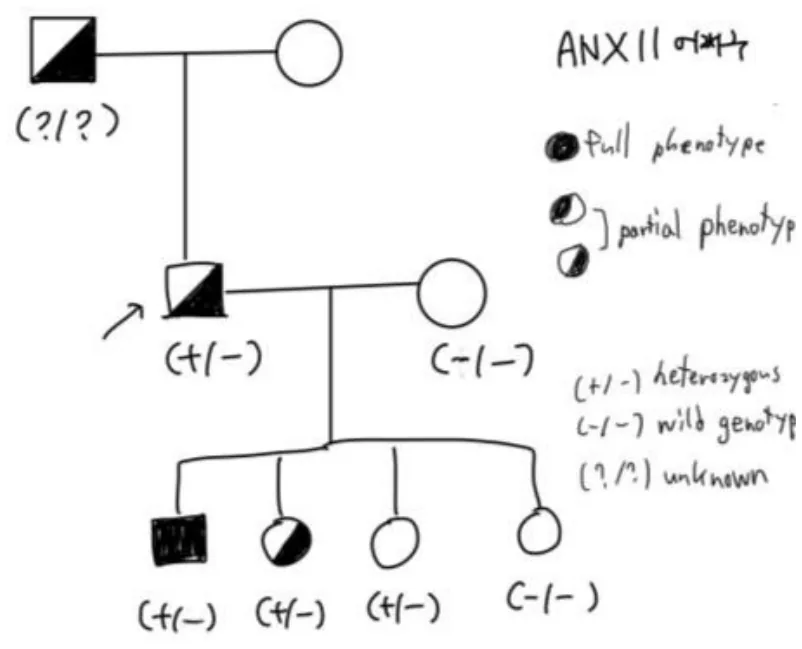 ANX11
full phenotype
partial phenotyp
(?/?)
(+/-)
(-/-)
(+/-) heterozygous
(-/-) wild genotyp
(?/?) unknown
(+/-)
(+/-)
(+/-)
(-/-)